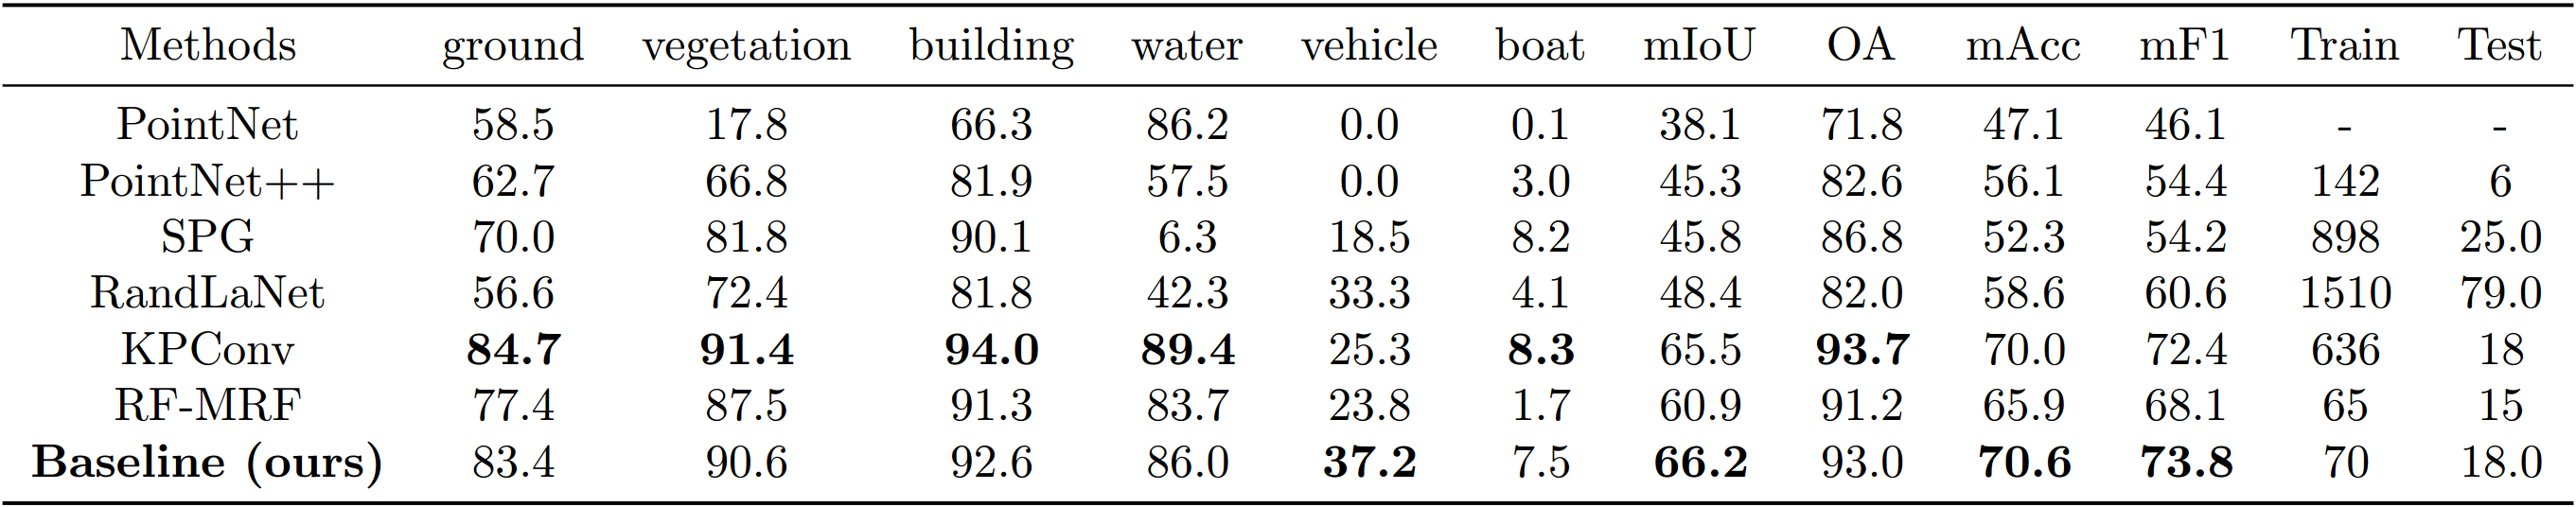 Methods ground vegetation building water vehicle boat mIoU OA mAcc mF1 Train Test
PointNet 58.5 17.8 66.3 86.2 0.0 0.1 38.1 71.8 47.1 46.1 - -
PointNet++ 62.7 66.8 81.9 57.5 0.0 3.0 45.3 82.6 56.1 54.4 142 6
SPG 70.0 81.8 90.1 6.3 18.5 8.2 45.8 86.8 52.3 54.2 898 25.0
RandLaNet 56.6 72.4 81.8 42.3 33.3 4.1 48.4 82.0 58.6 60.6 1510 79.0
KPConv 84.7 91.4 94.0 89.4 25.3 8.3 65.5 93.7 70.0 72.4 636 18
RF-MRF 77.4 87.5 91.3 83.7 23.8 1.7 60.9 91.2 65.9 68.1 65 15
Baseline (ours) 83.4 90.6 92.6 86.0 37.2 7.5 66.2 93.0 70.6 73.8 70 18.0